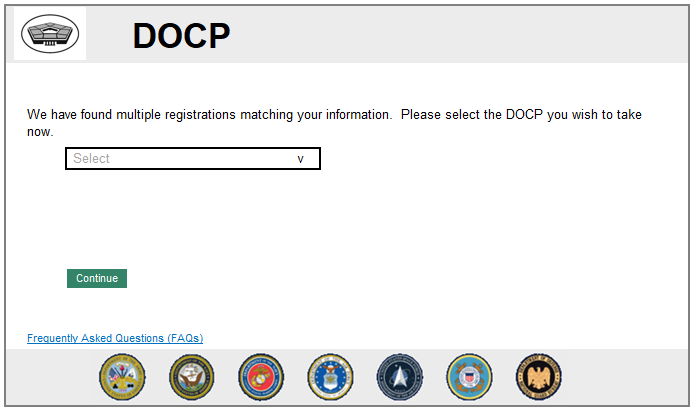 DOCP
We have found multiple registrations matching your information.  Please select the DOCP you wish to take
now.
Select v
Continue
Frequently Asked Questions (FAQs)